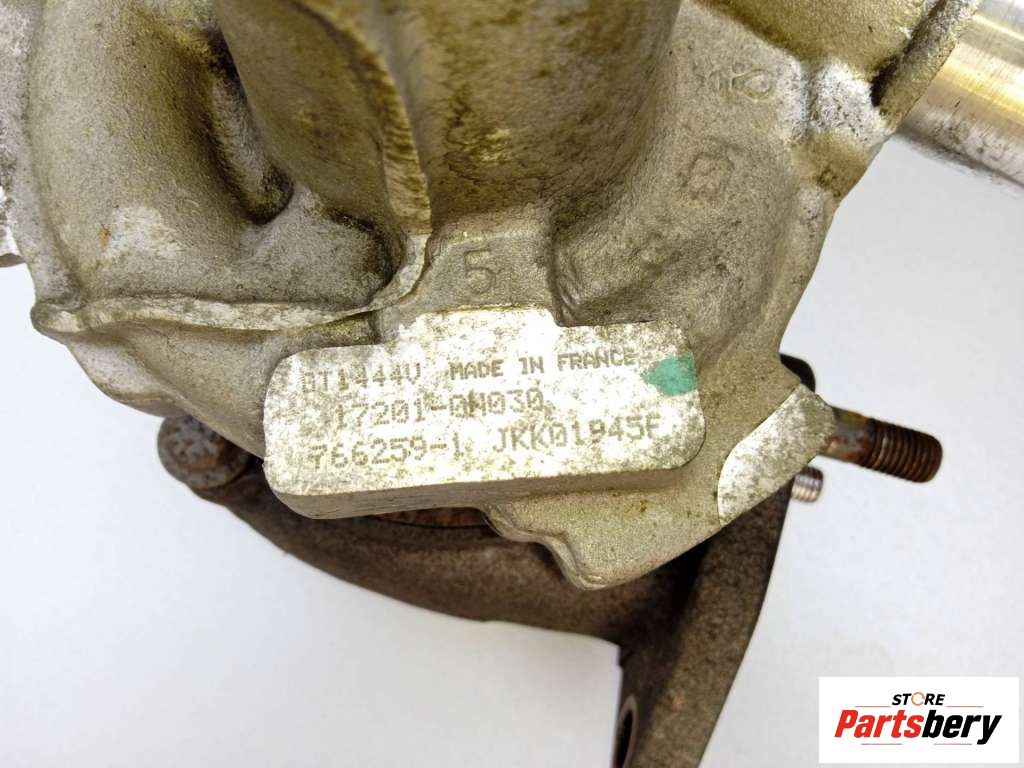 5
GT1444V MADE IN FRANCE
17201-0N030
766259-1 JKK01945F
STORE
Partsbery